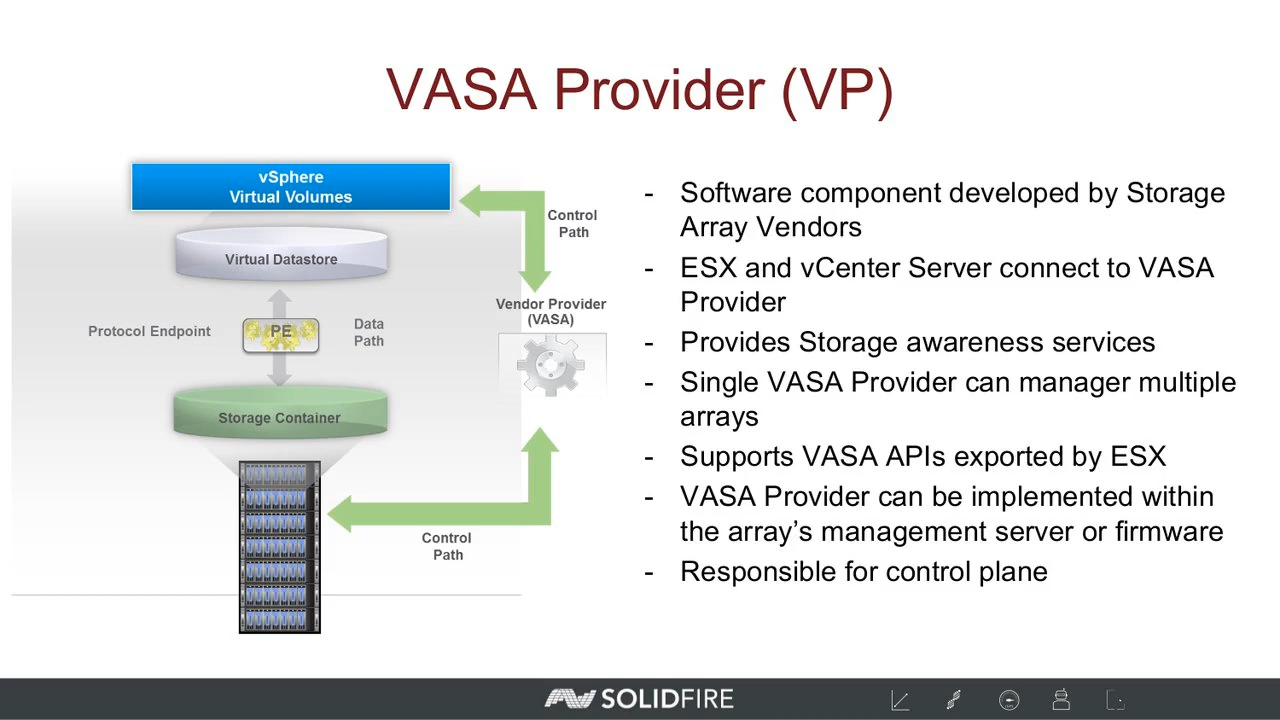 VASA Provider (VP)
vSphere
Virtual Volumes
Virtual Datastore
Control
Path
Vendor Provider
(VASA)
Protocol Endpoint
PE
Data
Path
Storage Container
Control
Path
- Software component developed by Storage
Array Vendors
- ESX and vCenter Server connect to VASA
Provider
- Provides Storage awareness services
- Single VASA Provider can manager multiple
arrays
- Supports VASA APIs exported by ESX
- VASA Provider can be implemented within
the array’s management server or firmware
- Responsible for control plane
SOLIDFIRE